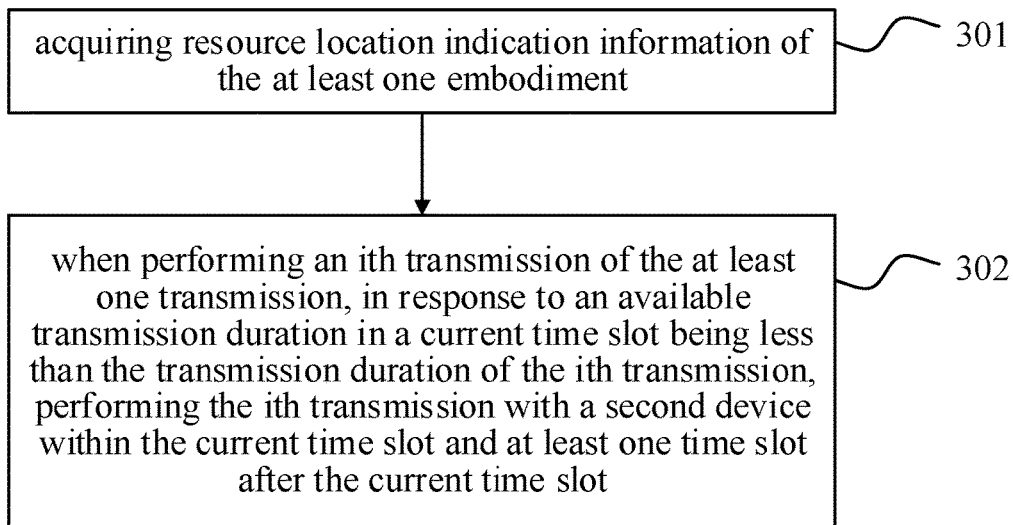 acquiring resource location indication information of
the at least one embodiment
301
when performing an ith transmission of the at least
one transmission, in response to an available
transmission duration in a current time slot being less
than the transmission duration of the ith transmission,
performing the ith transmission with a second device
within the current time slot and at least one time slot
after the current time slot
302